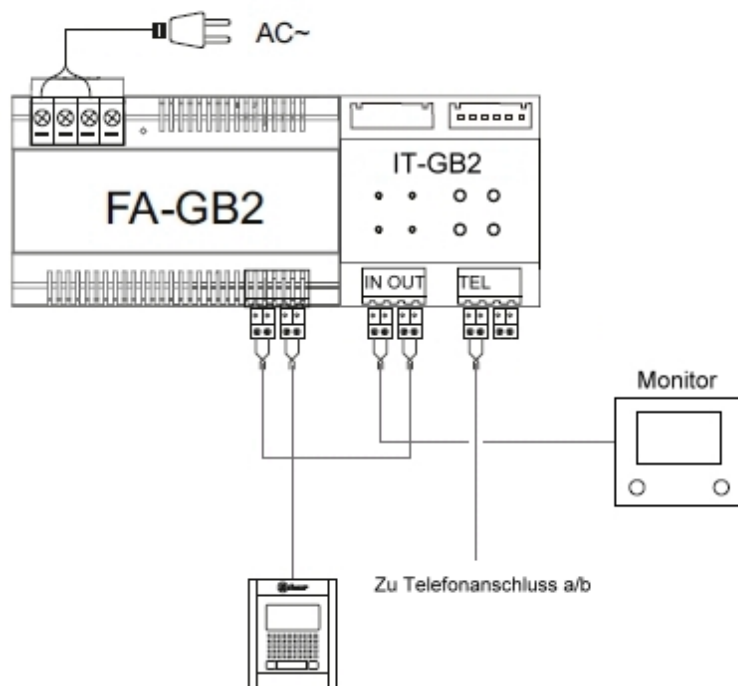 AC~
IT-GB2
FA-GB2
IN OUT
TEL
Monitor
Zu Telefonanschluss a/b